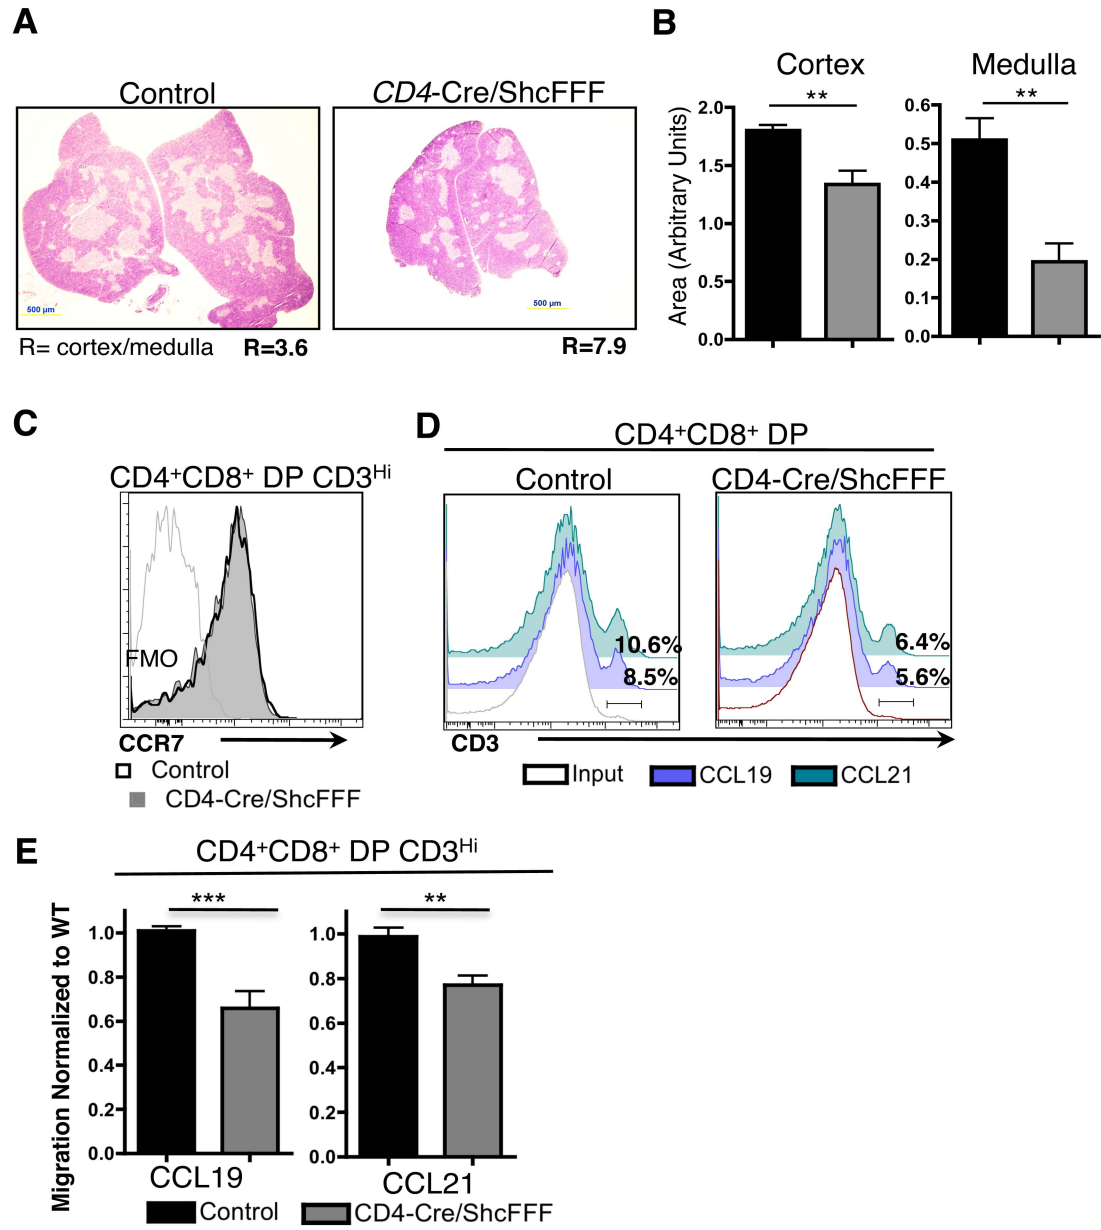 A
Control
CD4-Cre/ShcFFF
500 µm
500 µm
R= cortex/medulla
R=3.6
R=7.9
B
Cortex
Medulla
Area (Arbitrary Units)
**
2.0
1.5
1.0
0.5
0.0
**
0.6
0.5
0.4
0.3
0.2
0.1
0.0
C
CD4+CD8+ DP CD3Hi
FMO
CCR7
Control
CD4-Cre/ShcFFF
D
CD4+CD8+ DP
Control
CD4-Cre/ShcFFF
10.6%
8.5%
6.4%
5.6%
CD3
Input
CCL19
CCL21
E
CD4+CD8+ DP CD3Hi
Migration Normalized to WT
***
1.0
0.8
0.6
0.4
0.2
0.0
CCL19
**
1.0
0.8
0.6
0.4
0.2
0.0
CCL21
Control
CD4-Cre/ShcFFF